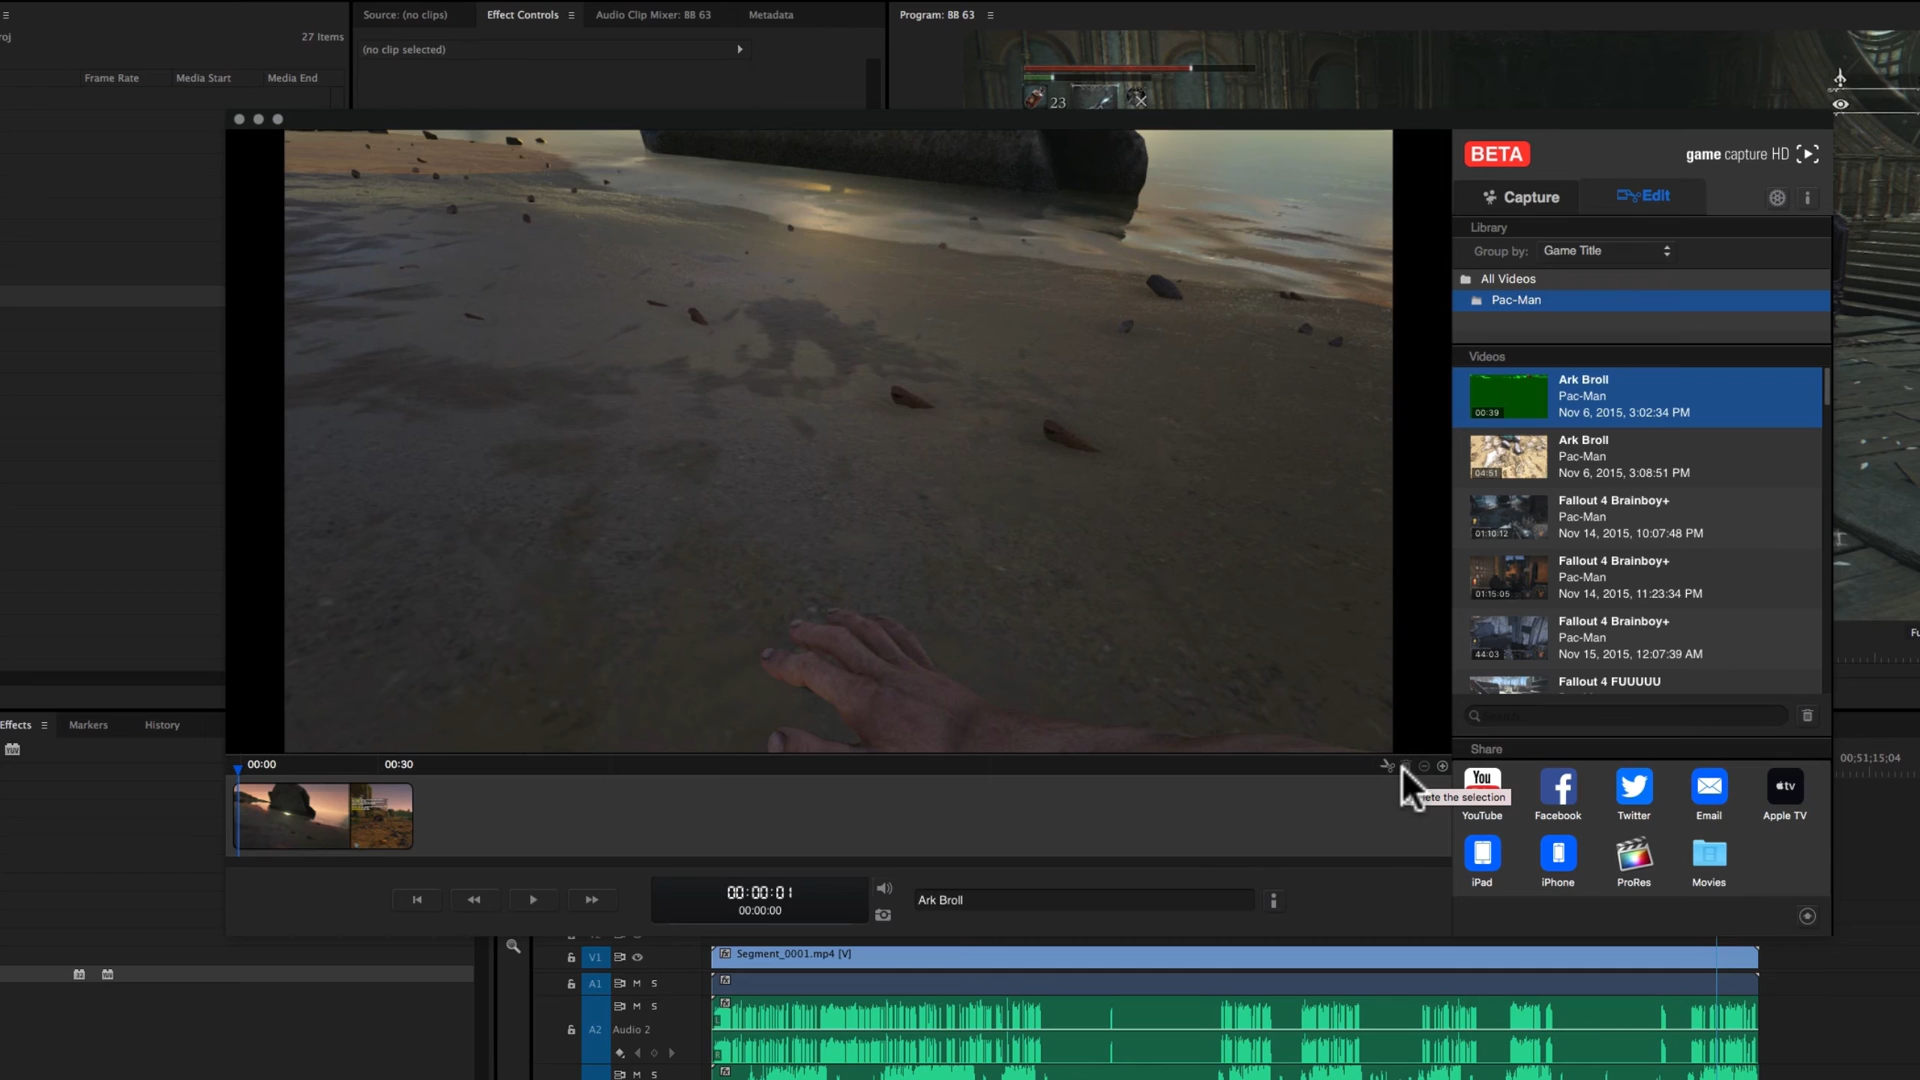 Source: (no clips)
Effect Controls
Audio Clip Mixer: BB 63
Metadata
Program: BB 63
roj
27 Items
(no clip selected)
Frame Rate
Media Start
Media End
23
BETA
game capture HD
Capture
Edit
Library
Group by:
Game Title
All Videos
Pac-Man
Videos
Ark Broll
Pac-Man
Nov 6, 2015, 3:02:34 PM
00:39
Ark Broll
Pac-Man
Nov 6, 2015, 3:08:51 PM
04:51
Fallout 4 Brainboy+
Pac-Man
Nov 14, 2015, 10:07:48 PM
01:10:12
Fallout 4 Brainboy+
Pac-Man
Nov 14, 2015, 11:23:34 PM
01:15:05
Fallout 4 Brainboy+
Pac-Man
Nov 15, 2015, 12:07:39 AM
44:03
Fallout 4 FUUUUU
Search
Fu
Effects
Markers
History
00:00
00:30
ete the selection
Share
You
YouTube
Facebook
Twitter
Email
tv
Apple TV
iPad
iPhone
ProRes
Movies
00;51;15;04
00:00:01
00:00:00
Ark Broll
V1
Segment_0001.mp4 [V]
A1
M S
M S
A2
Audio 2
L
R
M S